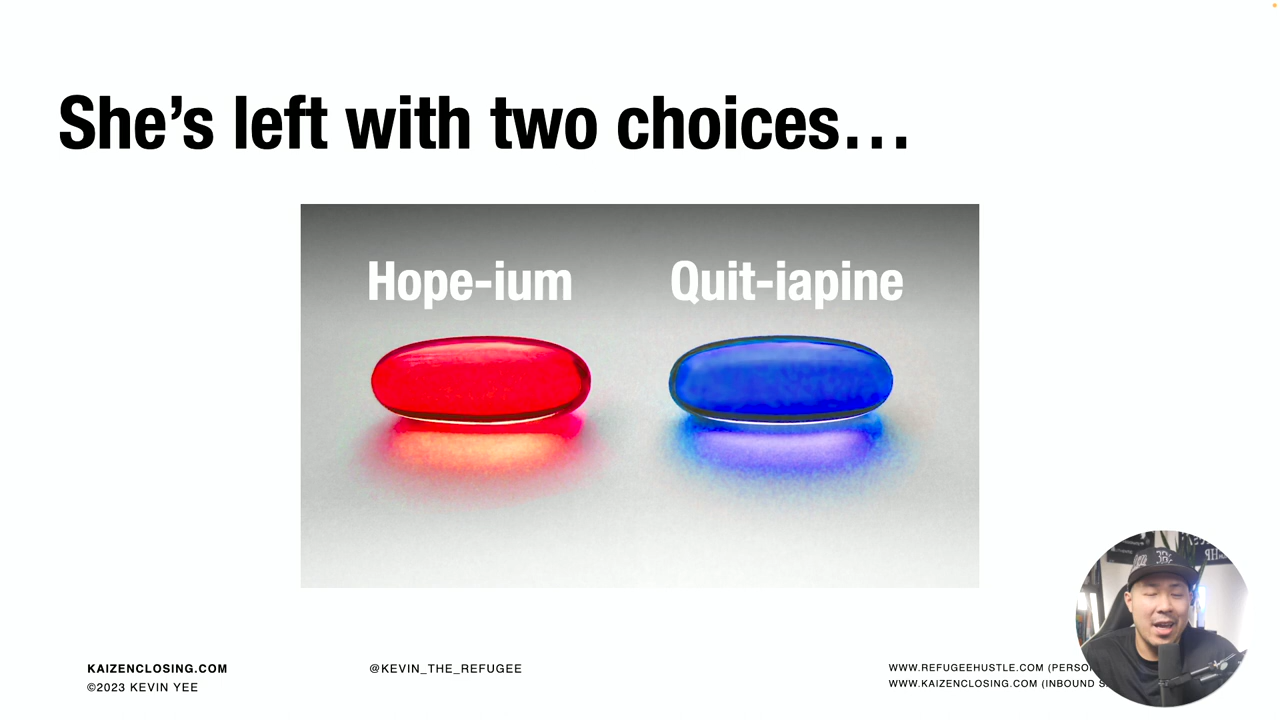 She’s left with two choices…
Hope-ium
Quit-iapine
KAIZENCLOSING.COM
©2023 KEVIN YEE
@KEVIN_THE_REFUGEE
WWW.REFUGEEHUSTLE.COM
WWW.KAIZENCLOSING.COM (INBOUND